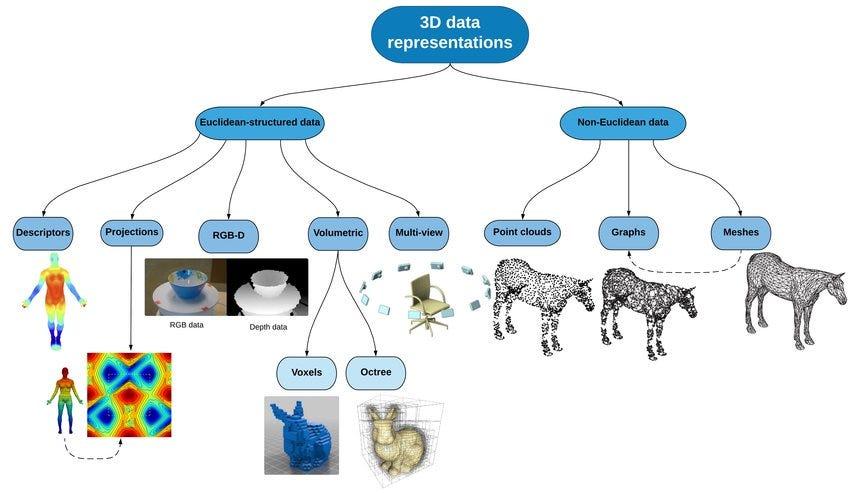 3D data
representations
Euclidean-structured data
Non-Euclidean data
Descriptors
Projections
RGB-D
Volumetric
Multi-view
Point clouds
Graphs
Meshes
RGB data
Depth data
Voxels
Octree